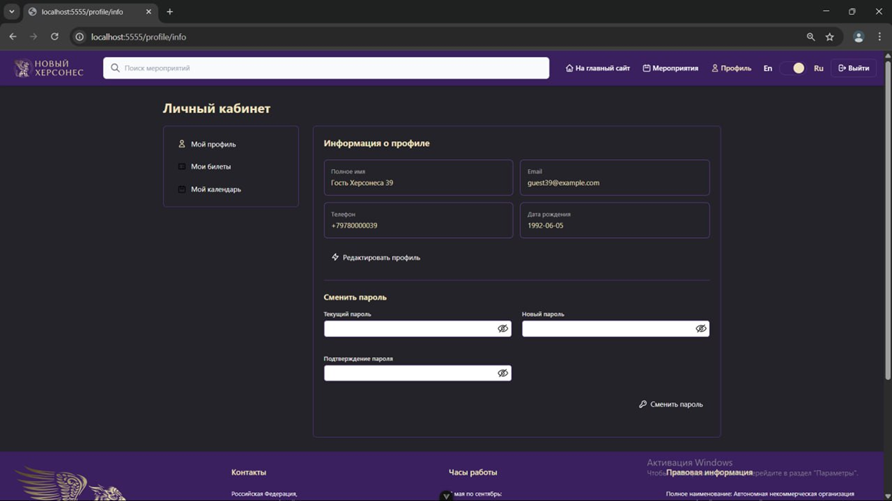 localhost:5555/profile/info
localhost:5555/profile/info
НОВЫЙ
ХЕРСОНЕС
Поиск мероприятий
На главный сайт
Мероприятия
Профиль
En
Ru
Выйти
Личный кабинет
Мой профиль
Мои билеты
Мой календарь
Информация о профиле
Полное имя
Гость Херсонеса 39
Email
guest39@example.com
Телефон
+79780000039
Дата рождения
1992-06-05
Редактировать профиль
Сменить пароль
Текущий пароль
Новый пароль
Подтверждение пароля
Сменить пароль
Контакты
Российская Федерация,
Часы работы
мая по сентябрь:
Активация Windows
Чтобы перейдите в раздел "Параметры".
Правовая информация
Полное наименование: Автономная некоммерческая организация